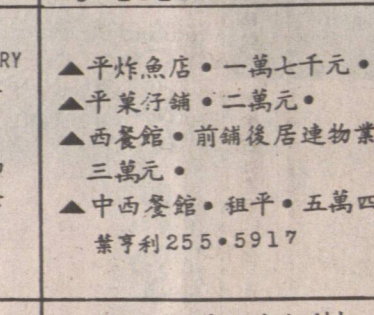 RY
▲平炸魚店•一萬七千元•
▲平菓仔舖•二萬元•
▲西餐館•前舖後居連物業
三萬元•
▲中西餐館•租平•五萬四
葉亨利255•5917